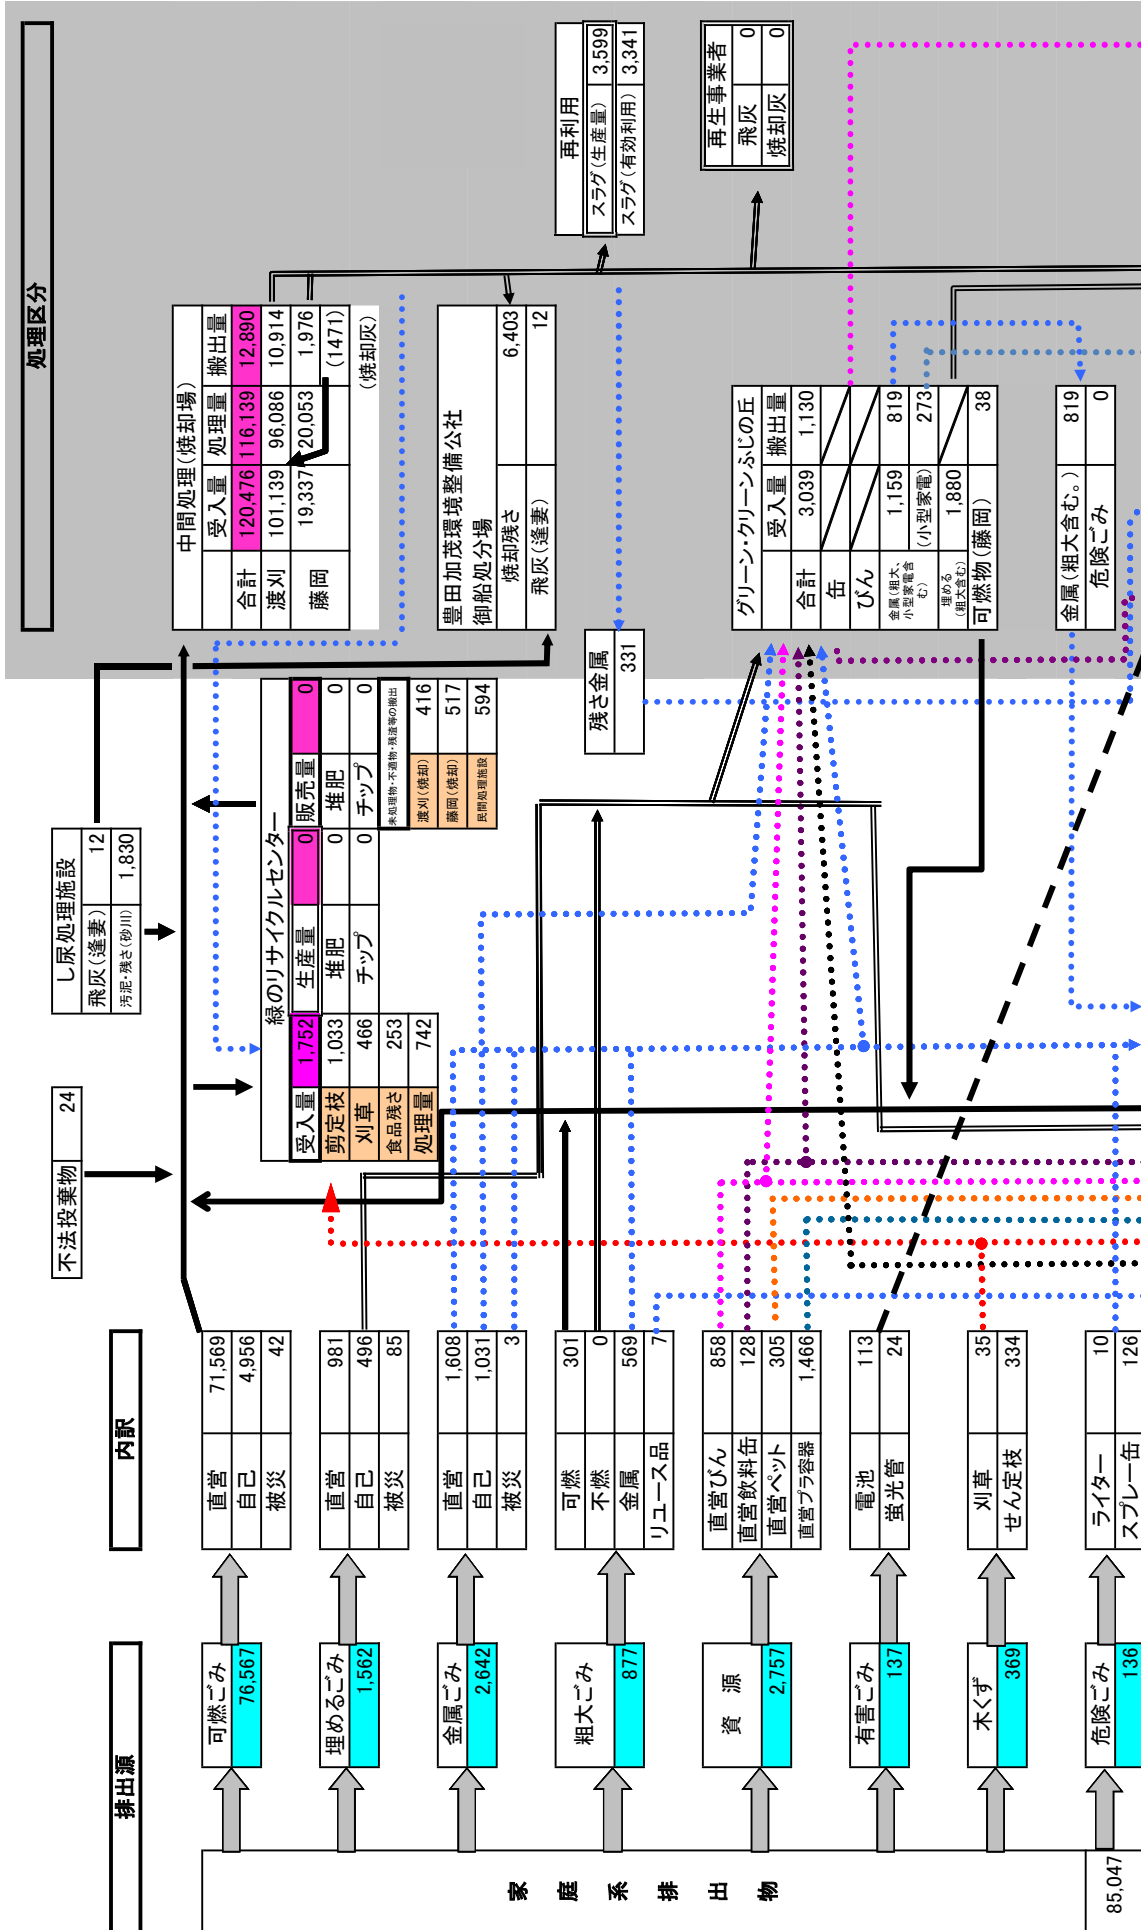 排出源
内訳
処理区分
家庭系排出物
85,047
可燃ごみ
76,567
直営 71,569
自己 4,956
被災 42
埋めるごみ
1,562
直営 981
自己 496
被災 85
金属ごみ
2,642
直営 1,608
自己 1,031
被災 3
粗大ごみ
877
可燃 301
不燃 0
金属 569
リユース品 7
資源
2,757
直営びん 858
直営飲料缶 128
直営ペット 305
直営プラ容器 1,466
有害ごみ
137
電池 113
蛍光管 24
木くず
369
刈草 35
せん定枝 334
危険ごみ
136
ライター 10
スプレー缶 126
不法投棄物 24
し尿処理施設
飛灰(逢妻) 12
汚泥・残さ(砂川) 1,830
緑のリサイクルセンター
受入量 1,752 生産量 0 販売量 0
剪定枝 1,033 堆肥 0 堆肥 0
刈草 466 チップ 0 チップ 0
食品残さ 253 未処理物・不適物・残渣等の搬出
処理量 742 渡刈(焼却) 416
藤岡(焼却) 517
民間処理施設 594
中間処理(焼却場)
受入量 処理量 搬出量
合計 120,476 116,139 12,890
渡刈 101,139 96,086 10,914
藤岡 19,337 20,053 1,976
(1471)
(焼却灰)
豊田加茂環境整備公社
御船処分場
焼却残さ 6,403
飛灰(逢妻) 12
再利用
スラグ(生産量) 3,599
スラグ(有効利用) 3,341
残さ金属
331
再生事業者
飛灰 0
焼却灰 0
グリーン・クリーンふじの丘
受入量 搬出量
合計 3,039 1,130
缶
びん
金属(粗大、小型家電含む) 1,159 819
(小型家電) 273
埋める(粗大含む) 1,880
可燃物(藤岡) 38
金属(粗大含む。) 819
危険ごみ 0